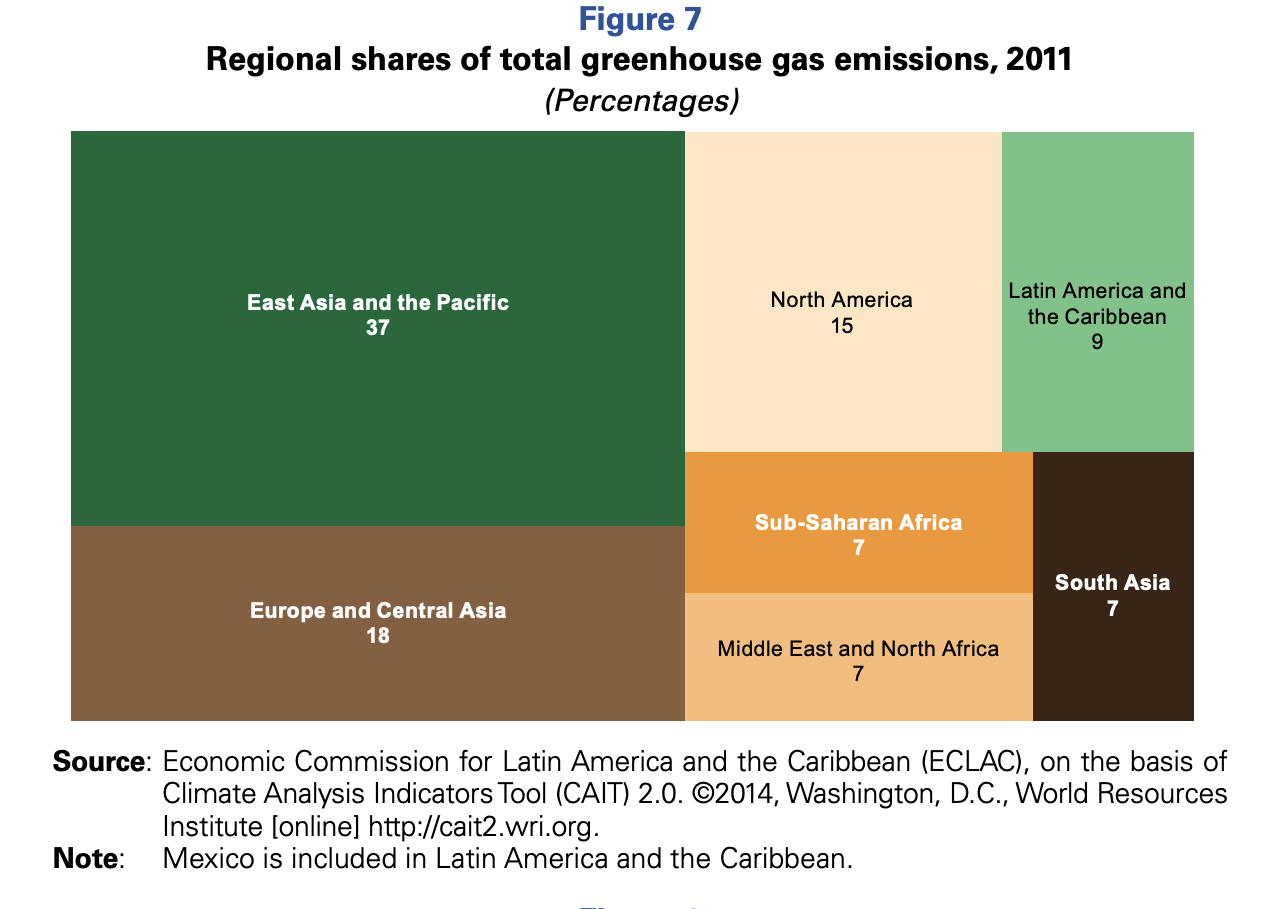 Figure 7
Regional shares of total greenhouse gas emissions, 2011
(Percentages)
East Asia and the Pacific
37
North America
15
Latin America and
the Caribbean
9
Europe and Central Asia
18
Sub-Saharan Africa
7
Middle East and North Africa
7
South Asia
7
Source: Economic Commission for Latin America and the Caribbean (ECLAC), on the basis of
Climate Analysis Indicators Tool (CAIT) 2.0. ©2014, Washington, D.C., World Resources
Institute [online] http://cait2.wri.org.
Note: Mexico is included in Latin America and the Caribbean.